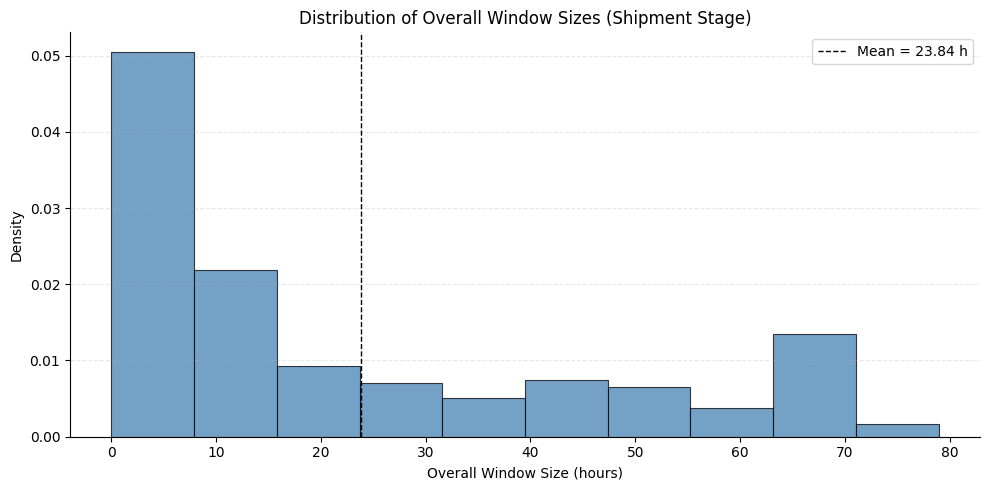 Distribution of Overall Window Sizes (Shipment Stage)
Mean = 23.84 h
Density
0.05
0.04
0.03
0.02
0.01
0.00
0 10 20 30 40 50 60 70 80
Overall Window Size (hours)